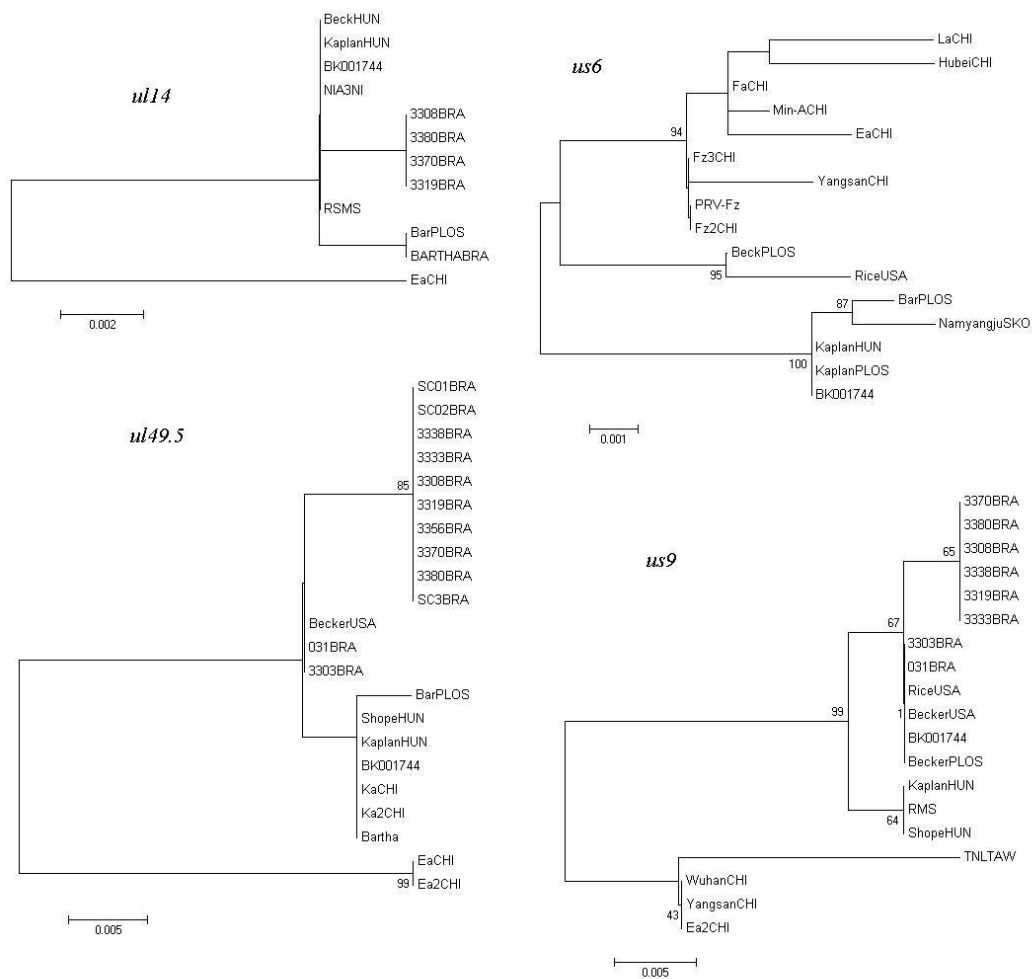 ul14
BeckHUN
KaplanHUN
BK001744
NIA3NI
3308BRA
3380BRA
3370BRA
3319BRA
RSMS
BarPLOS
BARTHABRA
EaCHI
0.002
us6
LaCHI
HubeiCHI
FaCHI
Min-ACHI
EaCHI
94
Fz3CHI
YangsanCHI
PRV-Fz
Fz2CHI
BeckPLOS
95
RiceUSA
87
BarPLOS
NamyangjuSKO
KaplanHUN
100
KaplanPLOS
BK001744
0.001
ul49.5
SC01BRA
SC02BRA
3338BRA
3333BRA
85
3308BRA
3319BRA
3356BRA
3370BRA
3380BRA
SC3BRA
BeckerUSA
031BRA
3303BRA
BarPLOS
ShopeHUN
KaplanHUN
BK001744
KaCHI
Ka2CHI
Bartha
EaCHI
99
Ea2CHI
0.005
us9
3370BRA
3380BRA
65
3308BRA
3338BRA
3319BRA
3333BRA
67
3303BRA
031BRA
RiceUSA
1
BeckerUSA
BK001744
BeckerPLOS
99
KaplanHUN
RMS
64
ShopeHUN
TNLTAW
WuhanCHI
YangsanCHI
43
Ea2CHI
0.005